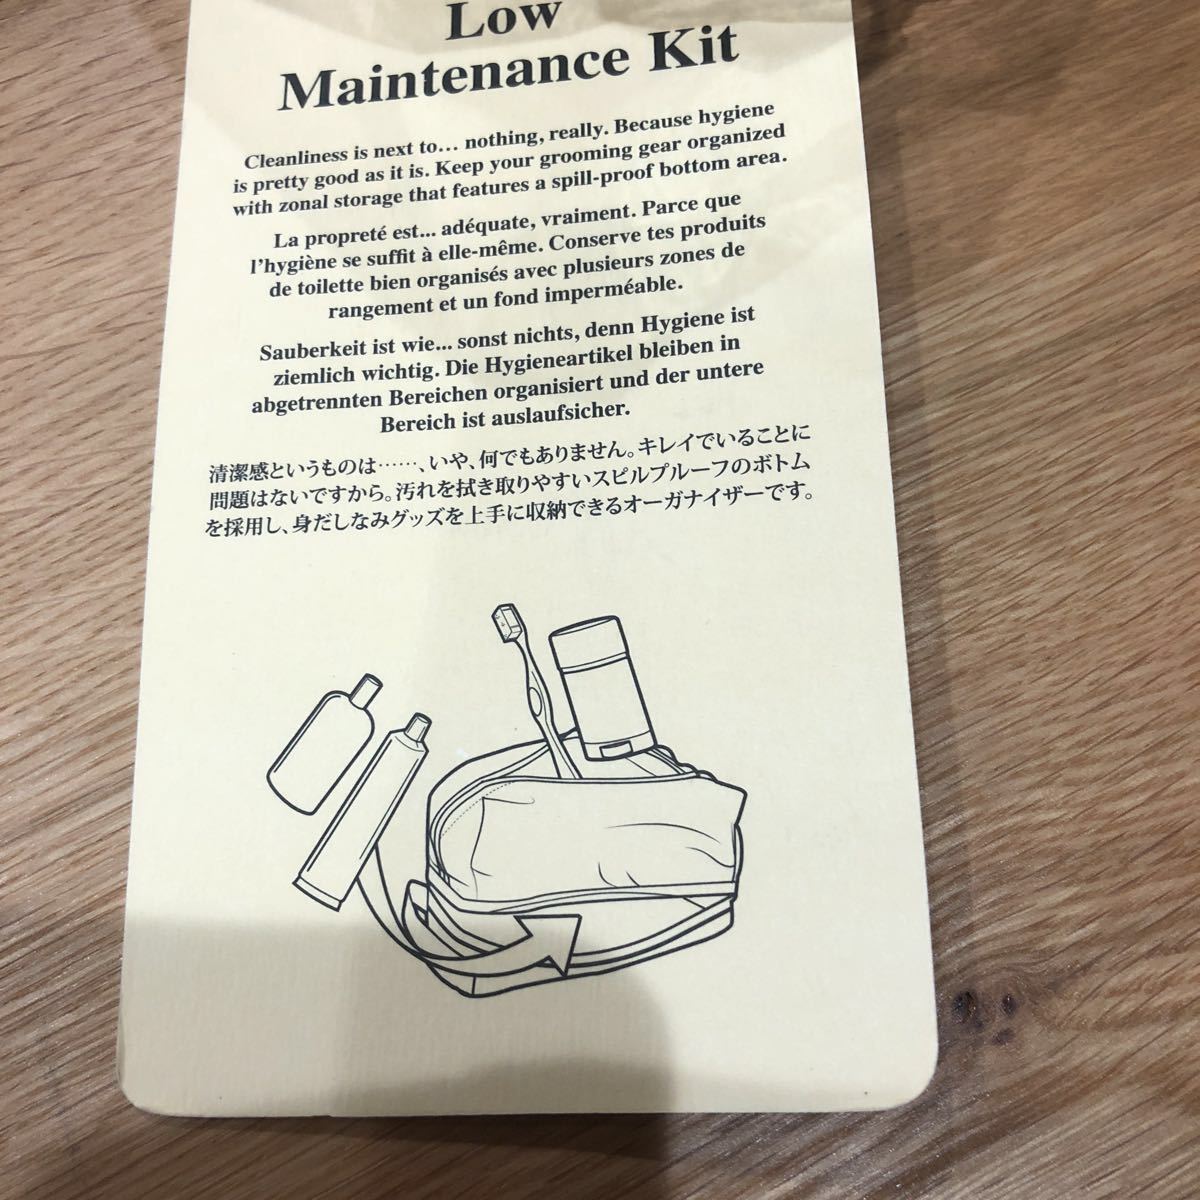 Low
Maintenance Kit
Cleanliness is next to... nothing, really. Because hygiene
is pretty good as it is. Keep your grooming gear organized
with zonal storage that features a spill-proof bottom area.
La propreté est... adéquate, vraiment. Parce que
l'hygiène se suffit à elle-même. Conserve tes produits
de toilette bien organisés avec plusieurs zones de
rangement et un fond imperméable.
Sauberkeit ist wie... sonst nichts, denn Hygiene ist
ziemlich wichtig. Die Hygieneartikel bleiben in
abgetrennten Bereichen organisiert und der untere
Bereich ist auslaufsicher.
清潔感というものは……、いや、何でもありません。キレイでいることに
問題はないですから。汚れを拭き取りやすいスピルプルーフのボトム
を採用し、身だしなみグッズを上手に収納できるオーガナイザーです。